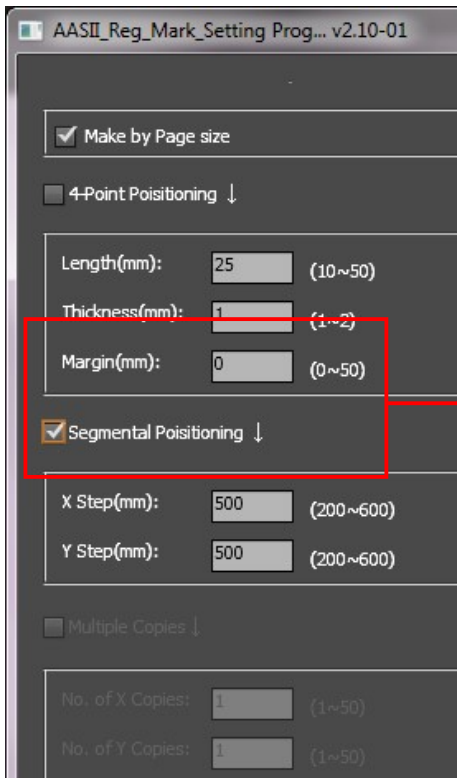 AASII_Reg_Mark_Setting Prog... v2.10-01
Make by Page size
4-Point Poisitioning ↓
Length(mm): 25 (10~50)
Thickness(mm): 1 (1~2)
Margin(mm): 0 (0~50)
Segmental Poisitioning ↓
X Step(mm): 500 (200~600)
Y Step(mm): 500 (200~600)
Multiple Copies ↓
No. of X Copies: 1 (1~50)
No. of Y Copies: 1 (1~50)